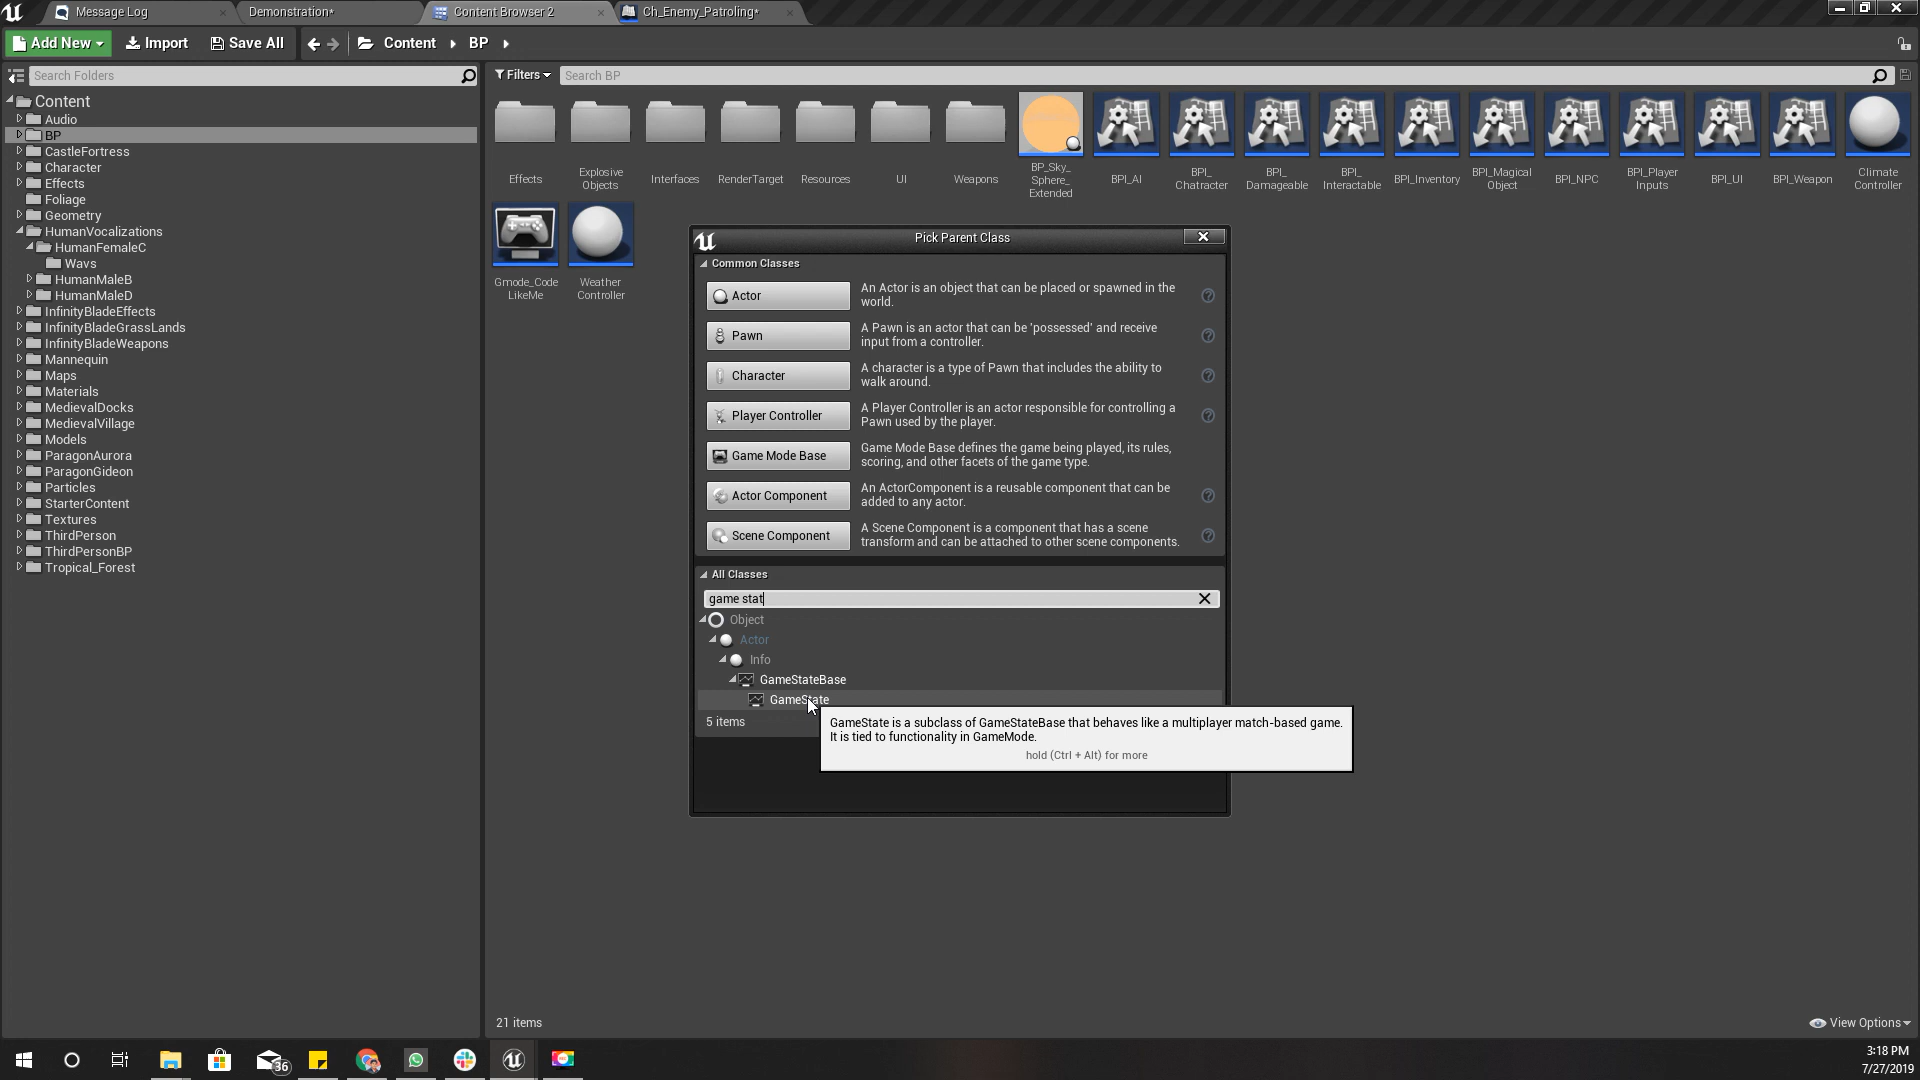 Message Log
Demonstration*
Content Browser 2
Ch_Enemy_Patroling*
Add New
Import
Save All
Content
BP
Search Folders
Filters
Search BP
Content
Audio
BP
CastleFortress
Character
Effects
Foliage
Geometry
HumanVocalizations
HumanFemaleC
Wavs
HumanMaleB
HumanMaleD
InfinityBladeEffects
InfinityBladeGrassLands
InfinityBladeWeapons
Mannequin
Maps
Materials
MedievalDocks
MedievalVillage
Models
ParagonAurora
ParagonGideon
Particles
StarterContent
Textures
ThirdPerson
ThirdPersonBP
Tropical_Forest
Effects
Explosive
Objects
Interfaces
RenderTarget
Resources
UI
Weapons
BP_Sky_
Sphere_
Extended
BPI_AI
BPI_
Chatracter
BPI_
Damageable
BPI_
Interactable
BPI_Inventory
BPI_Magical
Object
BPI_NPC
BPI_Player
Inputs
BPI_UI
BPI_Weapon
Climate
Controller
Gmode_Code
LikeMe
Weather
Controller
Pick Parent Class
Common Classes
Actor
An Actor is an object that can be placed or spawned in the
world.
Pawn
A Pawn is an actor that can be 'possessed' and receive
input from a controller.
Character
A character is a type of Pawn that includes the ability to
walk around.
Player Controller
A Player Controller is an actor responsible for controlling a
Pawn used by the player.
Game Mode Base
Game Mode Base defines the game being played, its rules,
scoring, and other facets of the game type.
Actor Component
An ActorComponent is a reusable component that can be
added to any actor.
Scene Component
A Scene Component is a component that has a scene
transform and can be attached to other scene components.
All Classes
game stat
Object
Actor
Info
GameStateBase
GameState
5 items
GameState is a subclass of GameStateBase that behaves like a multiplayer match-based game.
It is tied to functionality in GameMode.
hold (Ctrl + Alt) for more
21 items
View Options
36
3:18 PM
7/27/2019